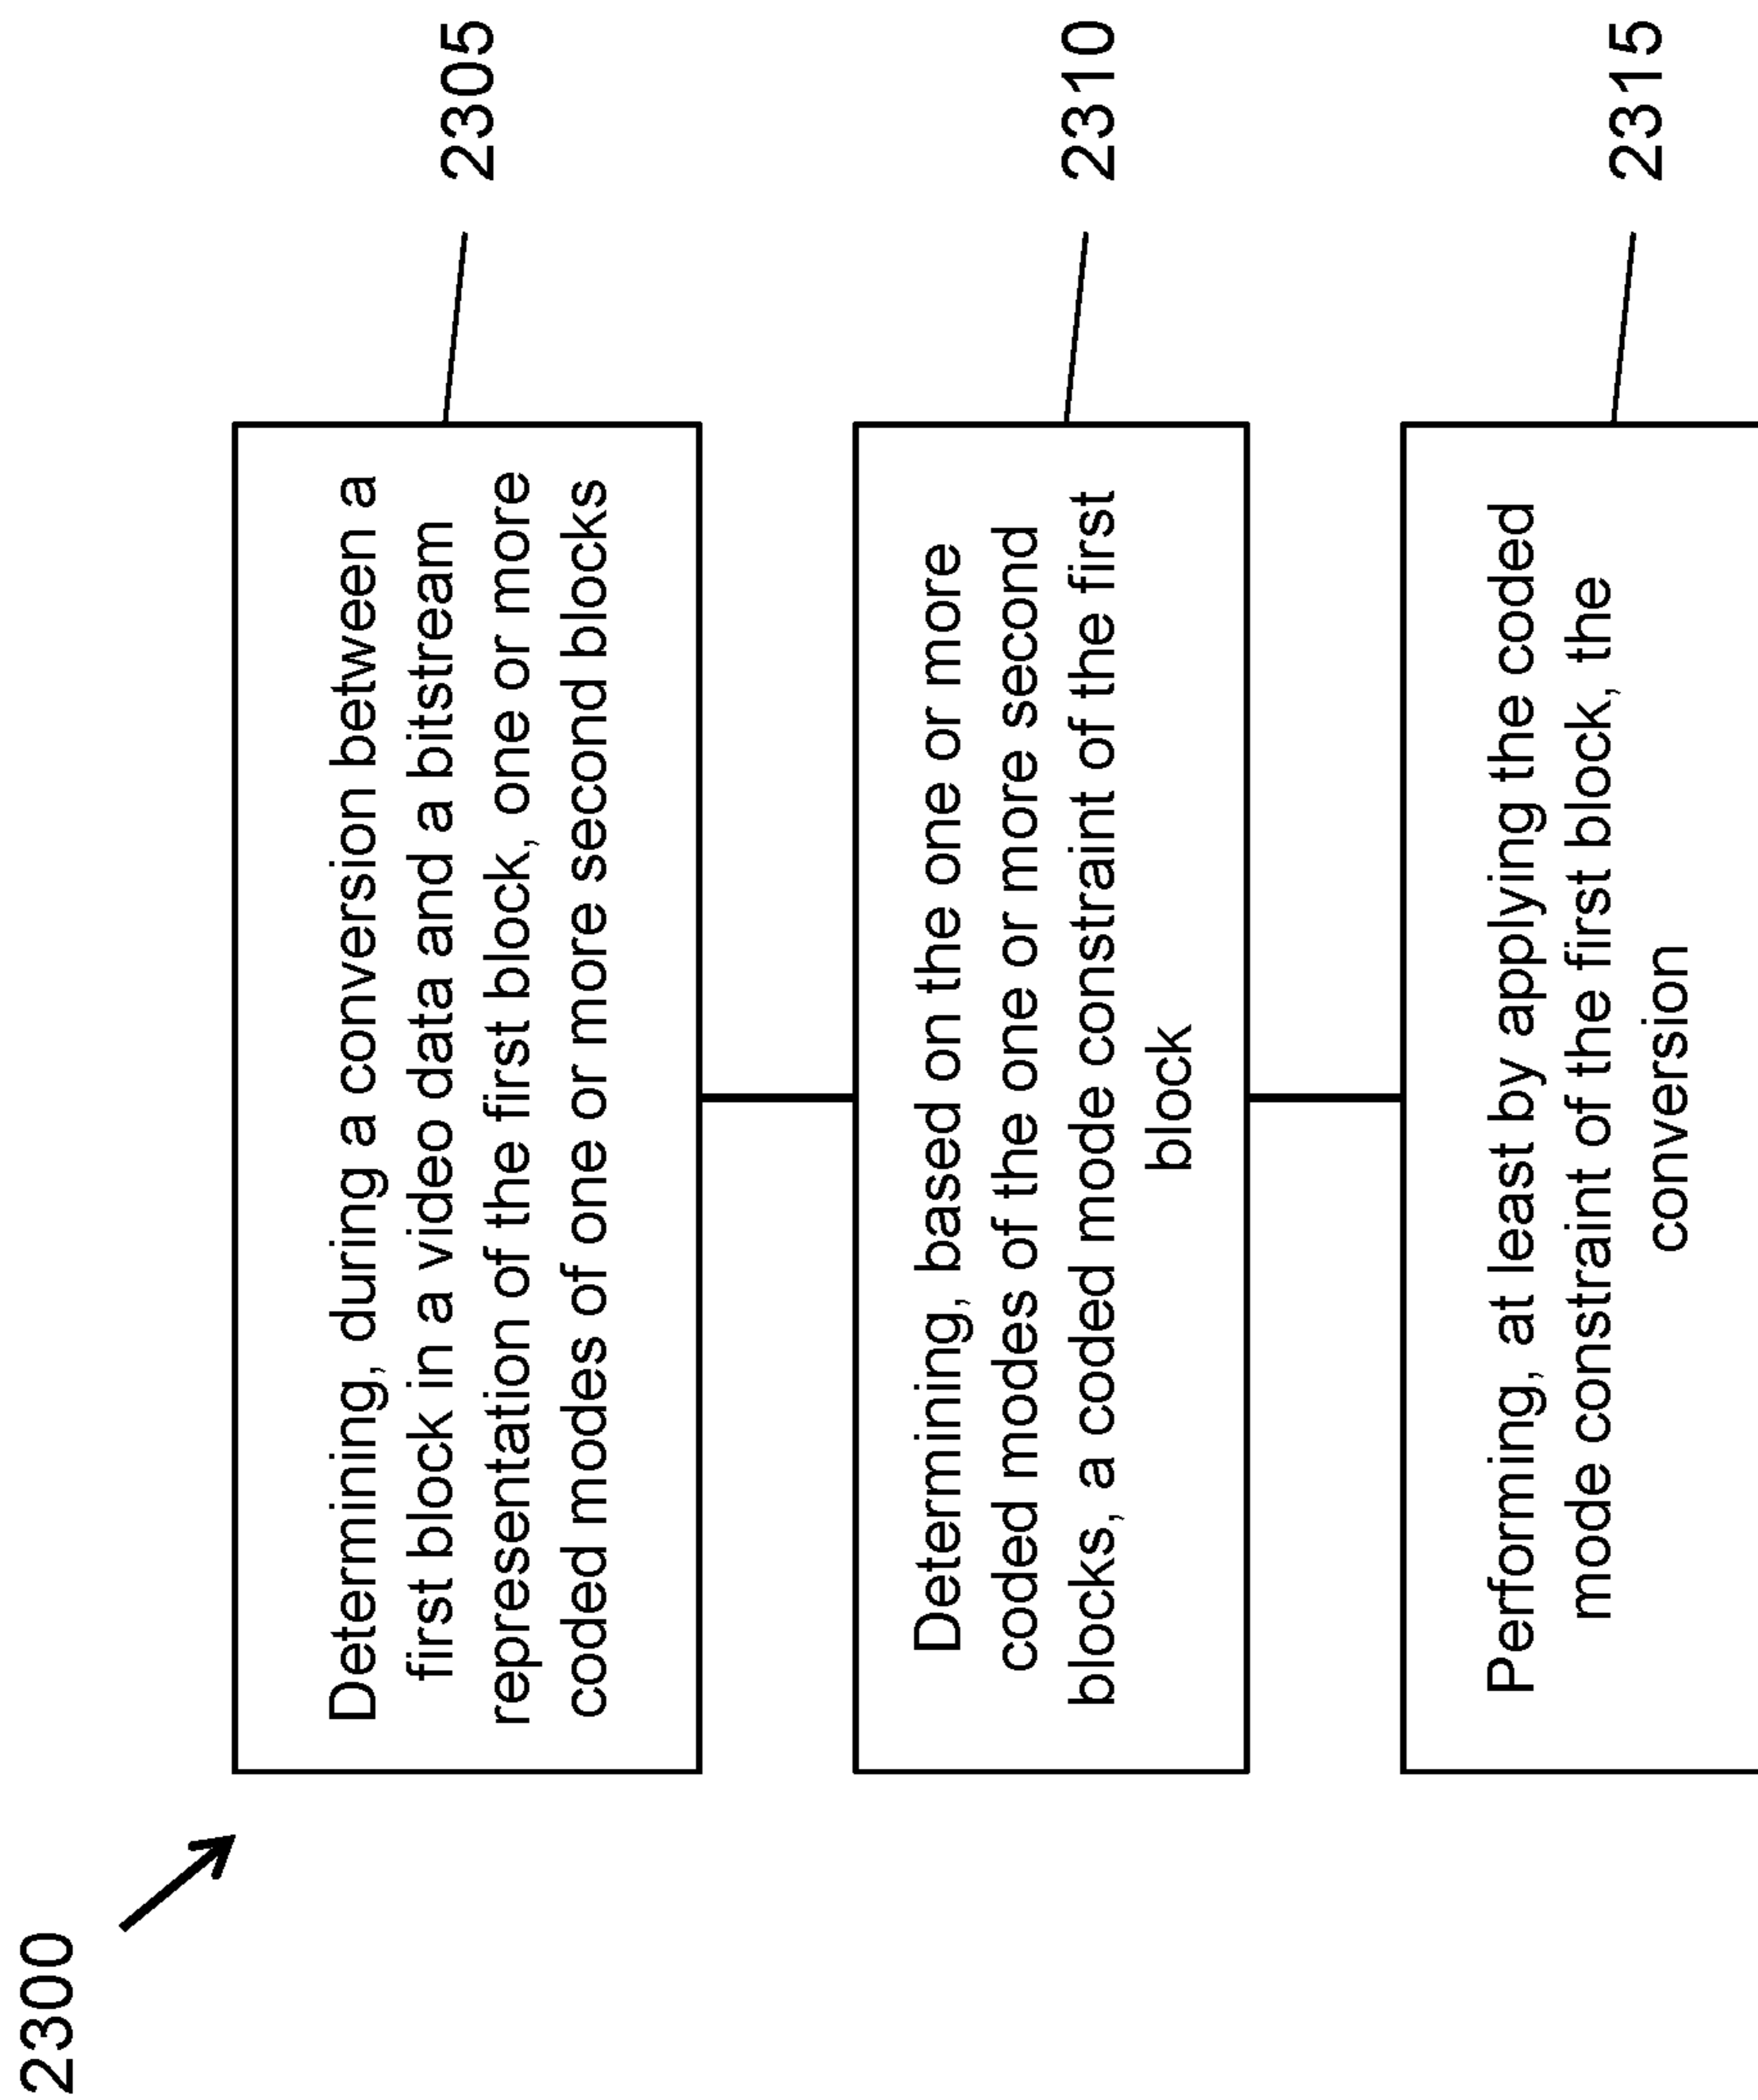 2300
Determining, during a conversion between a
first block in a video data and a bitstream
representation of the first block, one or more
coded modes of one or more second blocks
2305
Determining, based on the one or more
coded modes of the one or more second
blocks, a coded mode constraint of the first
block
2310
Performing, at least by applying the coded
mode constraint of the first block, the
conversion
2315